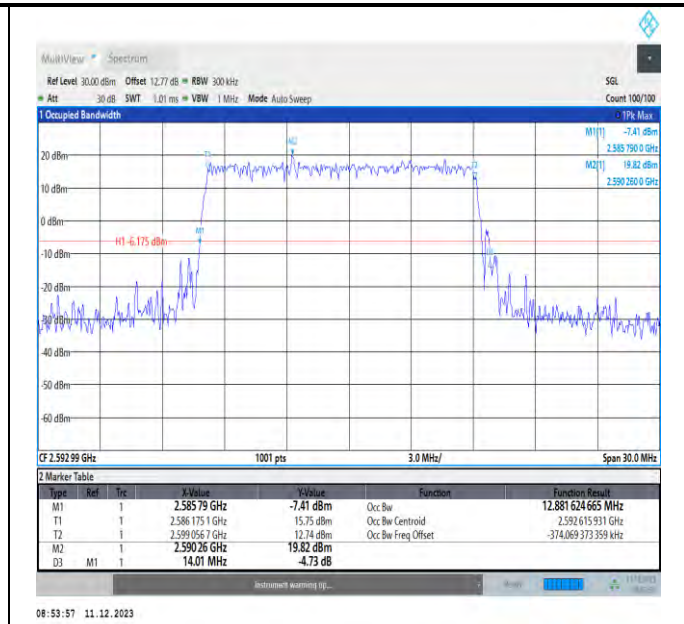 MultiView Spectrum
Ref Level 30.00 dBm Offset 12.77 dB RBW 300 kHz SGL
Att 30 dB SWT 1.01 ms VBW 1 MHz Mode Auto Sweep Count 100/100
1 Occupied Bandwidth 1Pk Max
M1[1] -7.41 dBm
2.585 790 0 GHz
M2[1] 19.82 dBm
2.590 260 0 GHz
M2
T1
T2
20 dBm
10 dBm
0 dBm
M1
H1 -6.175 dBm
-10 dBm
-20 dBm
-30 dBm
-40 dBm
-50 dBm
-60 dBm
CF 2.592 99 GHz 1001 pts 3.0 MHz/ Span 30.0 MHz
2 Marker Table
Type Ref Trc X-Value Y-Value Function Function Result
M1 1 2.585 79 GHz -7.41 dBm Occ Bw 12.881 624 665 MHz
T1 1 2.586 175 1 GHz 15.75 dBm Occ Bw Centroid 2.592 615 931 GHz
T2 1 2.599 056 7 GHz 12.74 dBm Occ Bw Freq Offset -374.069 373 359 kHz
M2 1 2.590 26 GHz 19.82 dBm
D3 M1 1 14.01 MHz -4.73 dB
Instrument warming up... Ready
08:53:57 11.12.2023